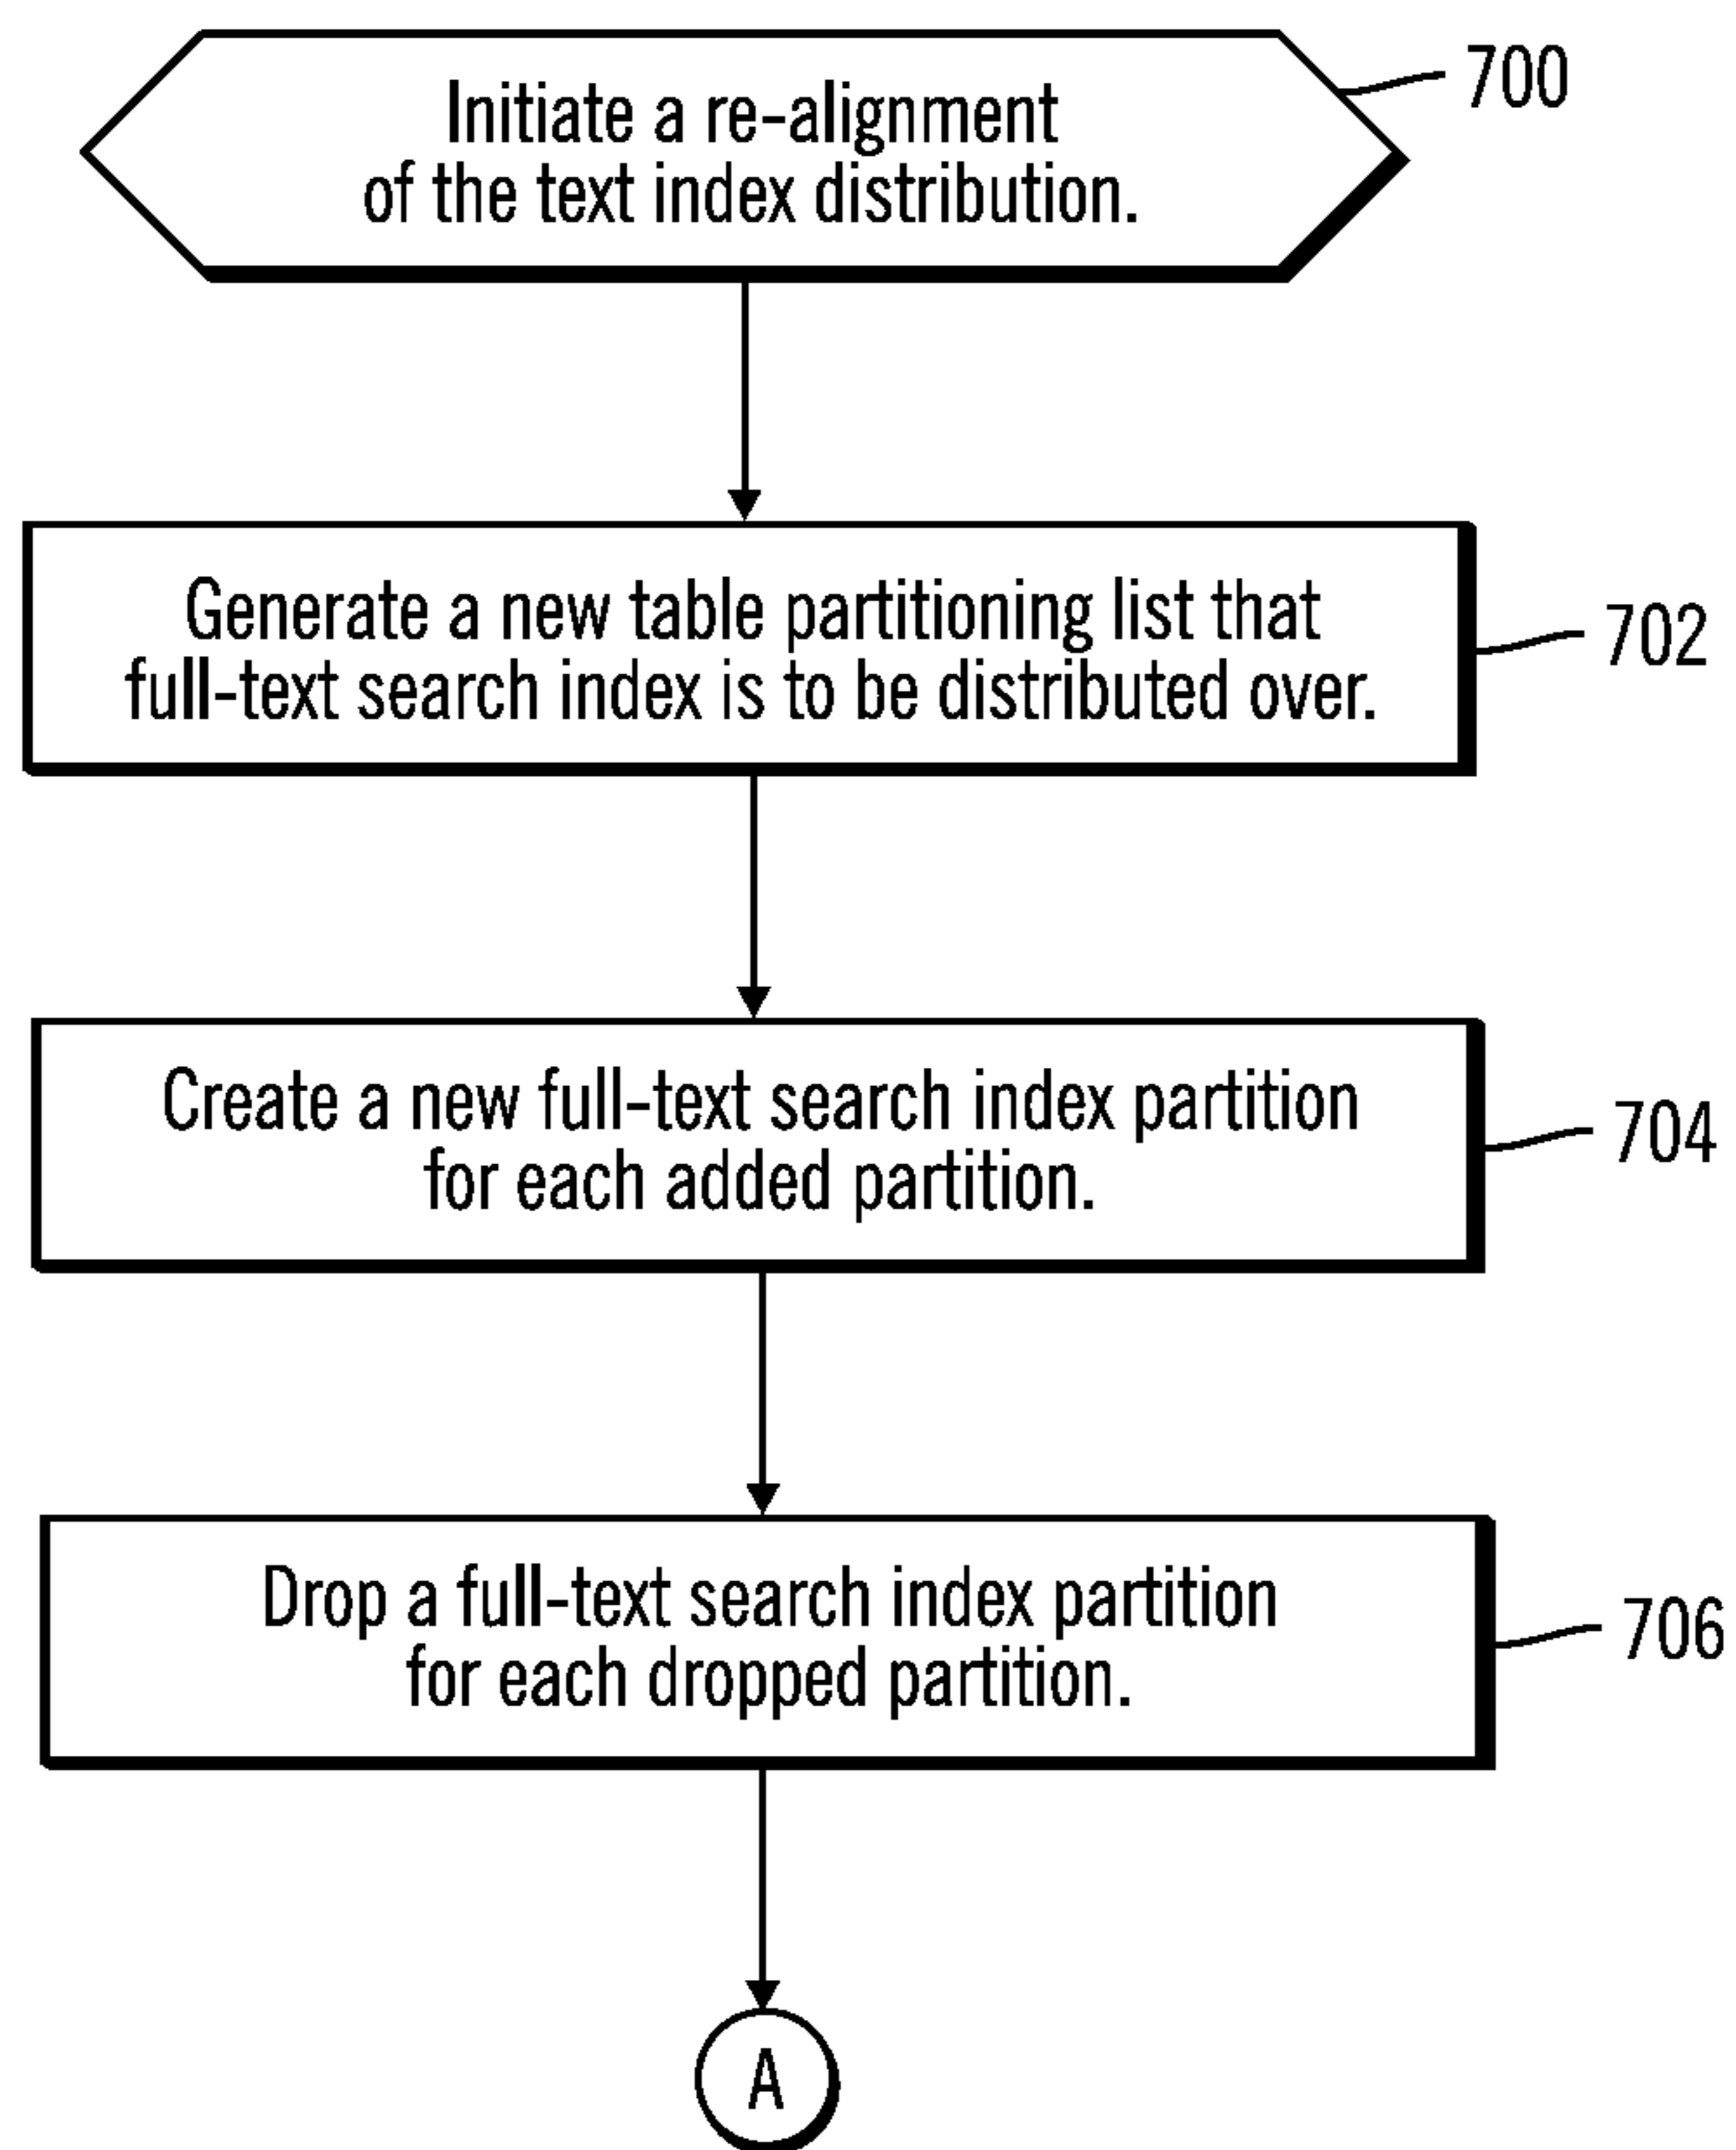 Initiate a re-alignment
of the text index distribution.
700
Generate a new table partitioning list that
full-text search index is to be distributed over.
702
Create a new full-text search index partition
for each added partition.
704
Drop a full-text search index partition
for each dropped partition.
706
A